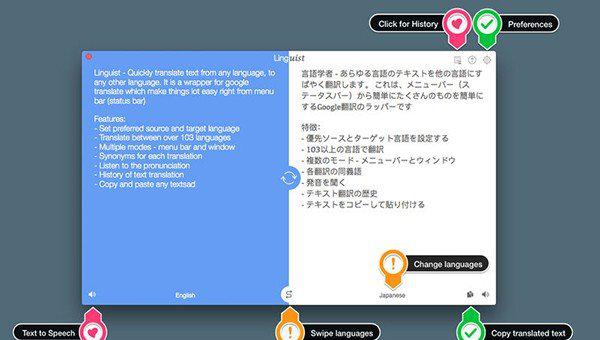 Click for History
Preferences
Linguist
Linguist - Quickly translate text from any language, to
any other language. It is a wrapper for google
translate which make things lot easy right from menu
bar (status bar)
Features:
- Set preferred source and target language
- Translate between over 103 languages
- Multiple modes - menu bar and window
- Synonyms for each translation
- Listen to the pronunciation
- History of text translation
- Copy and paste any textsad
言語学者 - あらゆる言語のテキストを他の言語にす
ばやく翻訳します。 メニューバー（ス
テータスバー）から簡単にたくさんのものを簡単に
するGoogle翻訳のラッパーです
特徴：
- 優先ソースとターゲット言語を設定する
- 103以上の言語で翻訳
- 複数のモード - メニューバーとウィンドウ
- 各翻訳の同義語
- 発音を聞く
- テキスト翻訳の歴史
- テキストをコピーして貼り付ける
Change languages
English
Japanese
Text to Speech
Swipe languages
Copy translated text